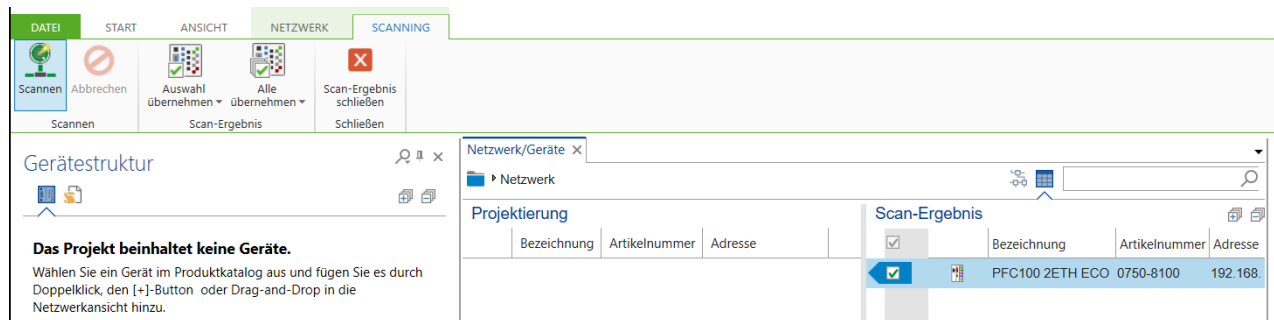 DATEI START ANSICHT NETZWERK SCANNING
Scannen Abbrechen Auswahl übernehmen Alle übernehmen Scan-Ergebnis schließen
Scannen Scan-Ergebnis Schließen
Gerätestruktur
Das Projekt beinhaltet keine Geräte.
Wählen Sie ein Gerät im Produktkatalog aus und fügen Sie es durch
Doppelklick, den [+]-Button oder Drag-and-Drop in die
Netzwerkansicht hinzu.
Netzwerk/Geräte
Netzwerk
Projektierung
Bezeichnung Artikelnummer Adresse
Scan-Ergebnis
Bezeichnung Artikelnummer Adresse
PFC100 2ETH ECO 0750-8100 192.168.